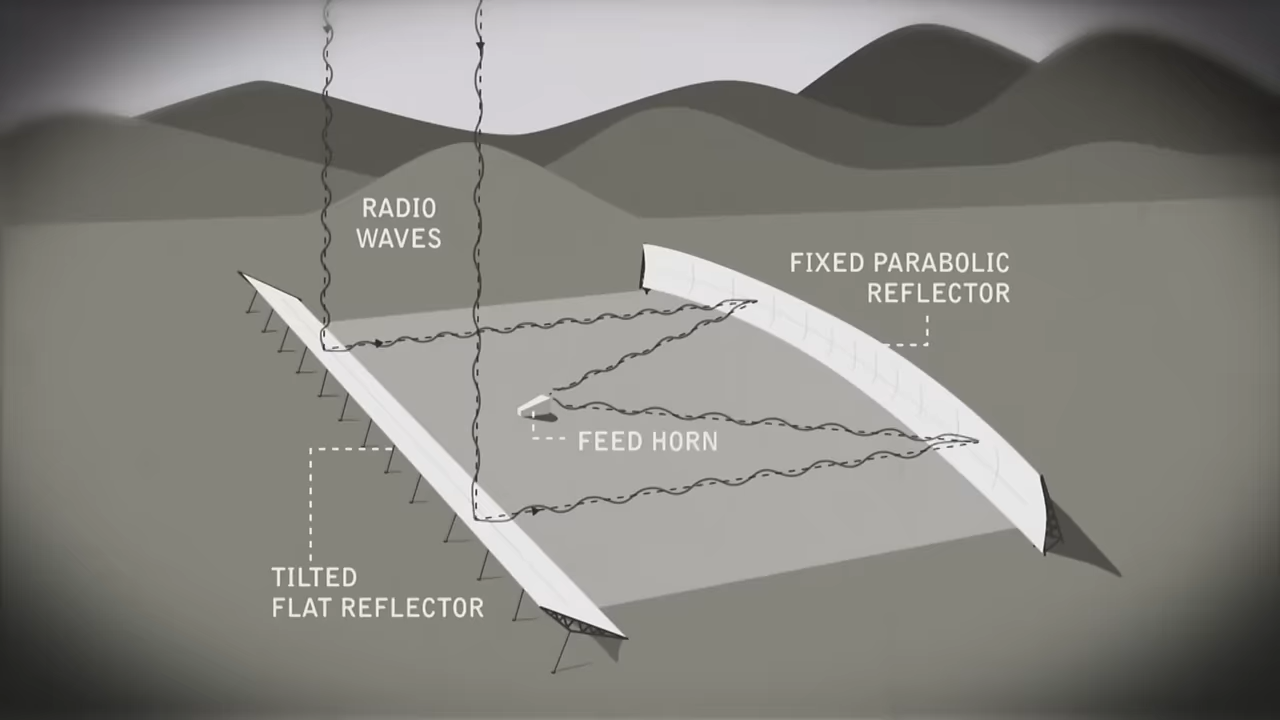 RADIO
WAVES
FIXED PARABOLIC
REFLECTOR
FEED HORN
TILTED
FLAT REFLECTOR